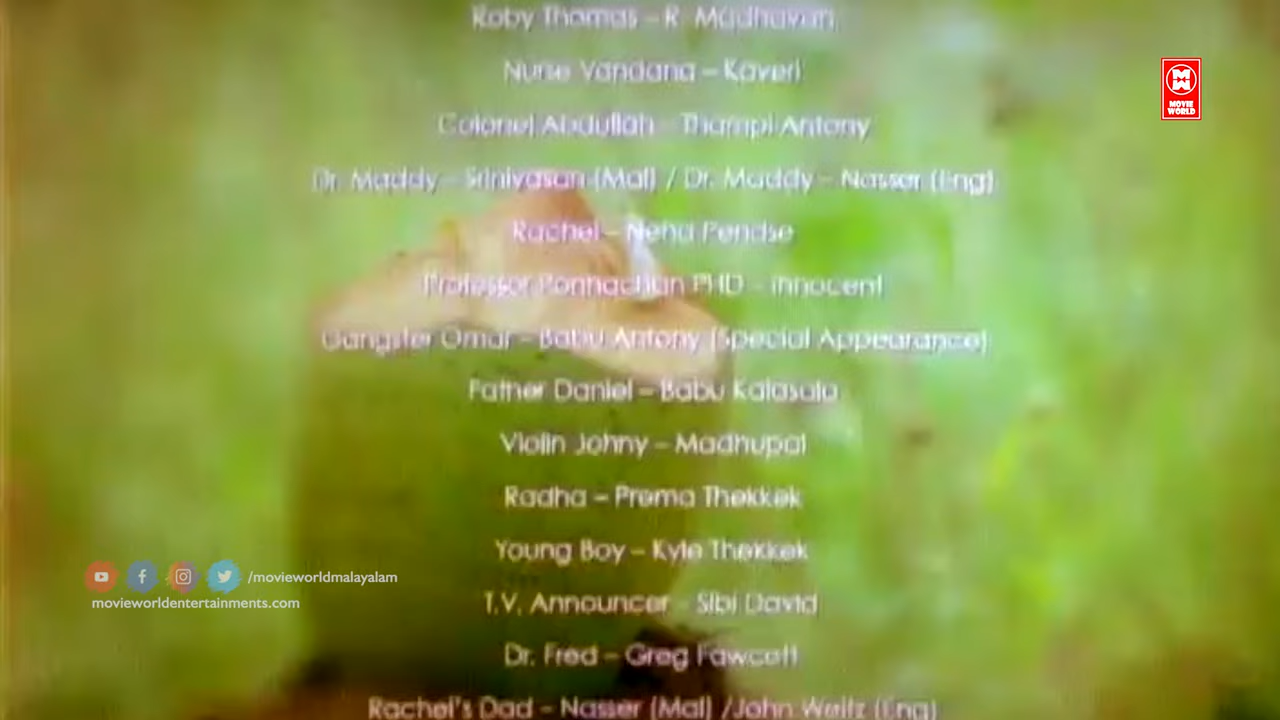 Roby Thomas – R. Madhavan
Nurse Vandana – Kaveri
Colonel Abdullah – Thampi Antony
Dr. Maddy – Srinivasan (Mal) / Dr. Maddy – Nasser (Eng)
Rachel – Neha Pendse
Professor Ponnachan PHD – Innocent
Gangster Omar – Babu Antony (Special Appearance)
Father Daniel – Babu Kalasala
Violin Johny – Madhupal
Radha – Prema Thekkek
Young Boy – Kyle Thekkek
T.V. Announcer – Sibi David
Dr. Fred – Greg Fawcett
Rachel's Dad – Nasser (Mal) /John Weitz (Eng)
MOVIE
WORLD
/movieworldmalayalam
movieworldentertainments.com